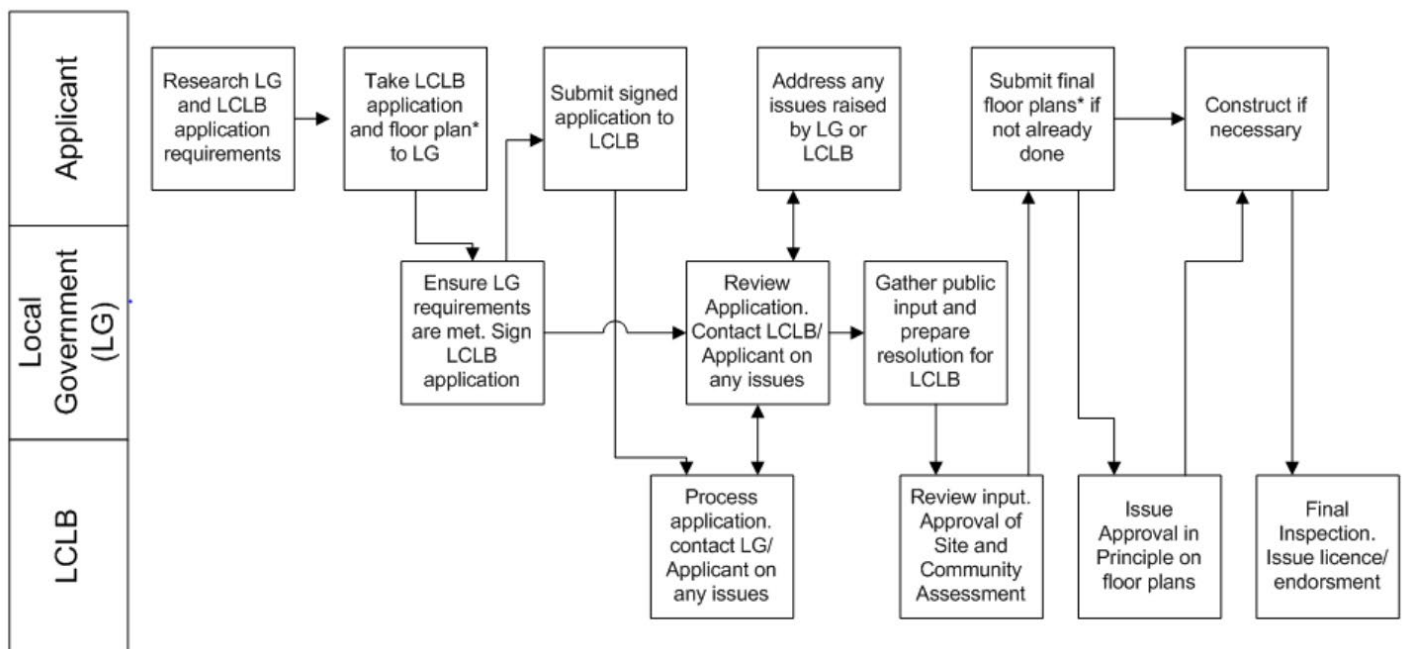 Applicant
Research LG
and LCLB
application
requirements
Take LCLB
application
and floor plan*
to LG
Submit signed
application to
LCLB
Address any
issues raised
by LG or
LCLB
Submit final
floor plans* if
not already
done
Construct if
necessary
Local
Government
(LG)
Ensure LG
requirements
are met. Sign
LCLB
application
Review
Application.
Contact LCLB/
Applicant on
any issues
Gather public
input and
prepare
resolution for
LCLB
LCLB
Process
application.
contact LG/
Applicant on
any issues
Review input.
Approval of
Site and
Community
Assessment
Issue
Approval in
Principle on
floor plans
Final
Inspection.
Issue licence/
endorsment